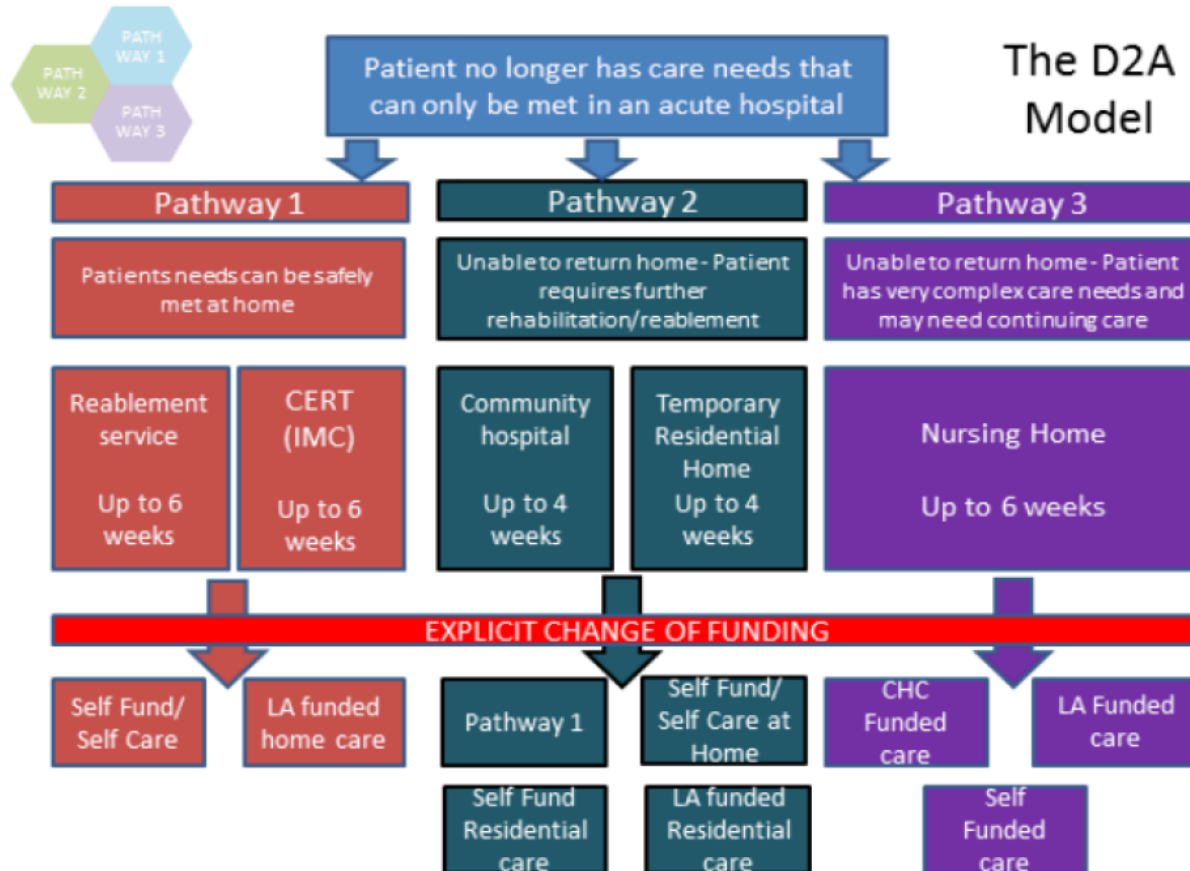 PATH
WAY 1
PATH
WAY 2
PATH
WAY 3
Patient no longer has care needs that
can only be met in an acute hospital
The D2A
Model
Pathway 1
Pathway 2
Pathway 3
Patients needs can be safely
met at home
Unable to return home - Patient
requires further
rehabilitation/reablement
Unable to return home - Patient
has very complex care needs and
may need continuing care
Reablement
service
Up to 6
weeks
CERT
(IMC)
Up to 6
weeks
Community
hospital
Up to 4
weeks
Temporary
Residential
Home
Up to 4
weeks
Nursing Home
Up to 6 weeks
EXPLICIT CHANGE OF FUNDING
Self Fund/
Self Care
LA funded
home care
Pathway 1
Self Fund/
Self Care at
Home
CHC
Funded
care
LA Funded
care
Self Fund
Residential
care
LA funded
Residential
care
Self
Funded
care